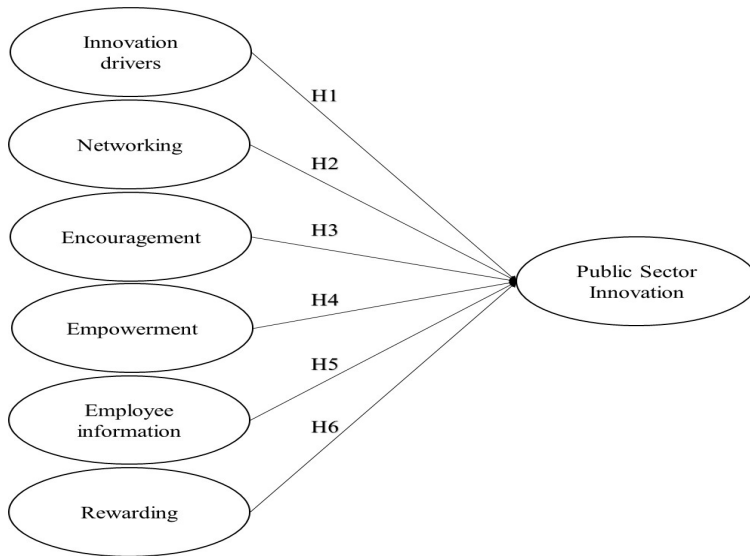 Innovation
drivers
H1
Networking
H2
Encouragement
H3
Empowerment
H4
Employee
information
H5
Rewarding
H6
Public Sector
Innovation